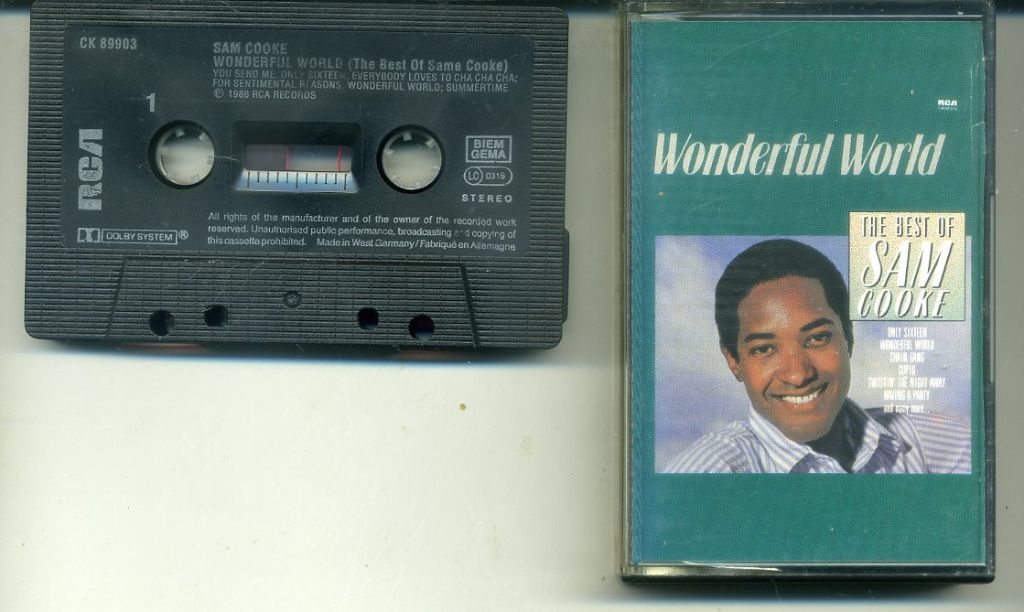 CK 89903
SAM COOKE
WONDERFUL WORLD (The Best Of Same Cooke)
YOU SEND ME, ONLY SIXTEEN, EVERYBODY LOVES TO CHA CHA CHA;
FOR SENTIMENTAL REASONS, WONDERFUL WORLD; SUMMERTIME
℗ 1986 RCA RECORDS
1
RCA
BIEM
GEMA
LC 0316
STEREO
DOLBY SYSTEM®
All rights of the manufacturer and of the owner of the recorded work
reserved. Unauthorised public performance, broadcasting and copying of
this cassette prohibited. Made in West Garmany/Fabriqué en Allemagne
RCA
Wonderful World
THE BEST OF
SAM
COOKE
ONLY SIXTEEN
WONDERFUL WORLD
CHAIN GANG
CUPID
TWISTIN' THE NIGHT AWAY
HAVING A PARTY
and many more...